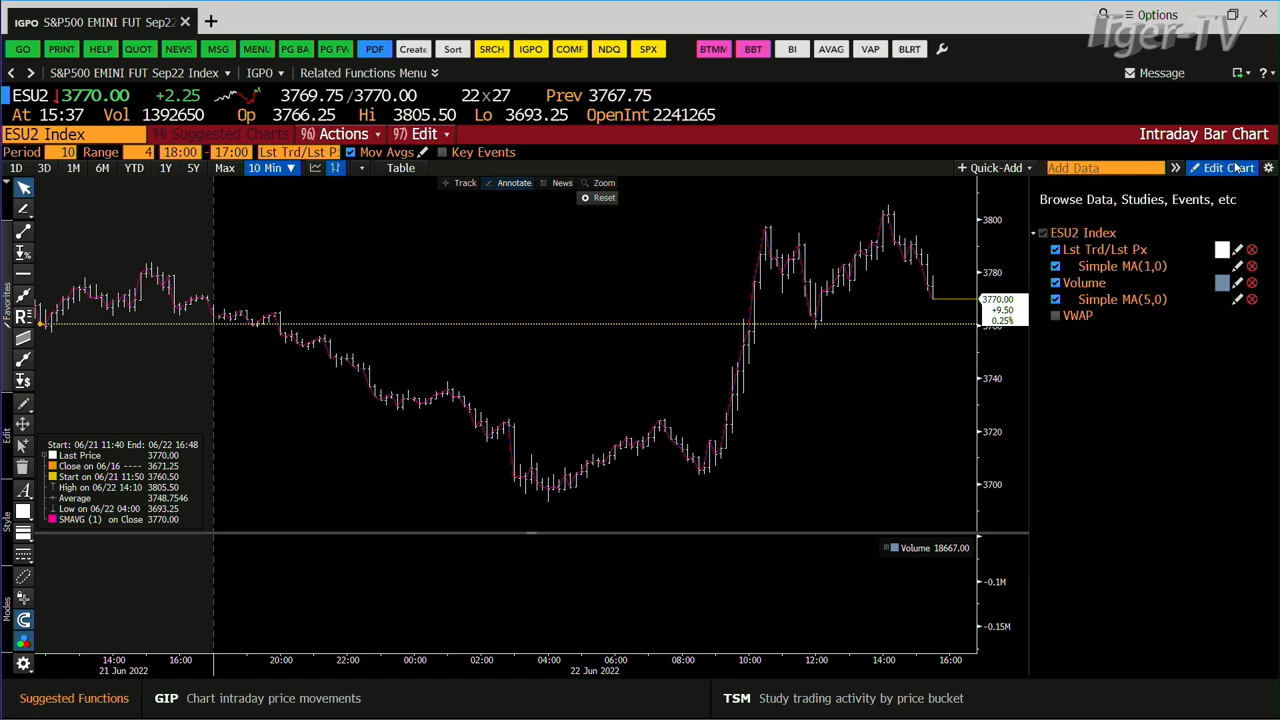 IGPO S&P500 EMINI FUT Sep22
Options
Tiger-TV
GO PRINT HELP QUOT NEWS MSG MENU PG BA PG FW PDF Create Sort SRCH IGPO COMF NDQ SPX BTMM BBT BI AVAG VAP BLRT
S&P500 EMINI FUT Sep22 Index IGPO Related Functions Menu Message
ESU2 3770.00 +2.25 3769.75/3770.00 22x27 Prev 3767.75
At 15:37 Vol 1392650 Op 3766.25 Hi 3805.50 Lo 3693.25 OpenInt 2241265
ESU2 Index 94) Suggested Charts 96) Actions 97) Edit Intraday Bar Chart
Period 10 Range 4 18:00 - 17:00 Lst Trd/Lst P Mov Avgs Key Events
1D 3D 1M 6M YTD 1Y 5Y Max 10 Min ▼ Table + Quick-Add Add Data Edit Chart
Track Annotate News Zoom
Reset
Browse Data, Studies, Events, etc
ESU2 Index
Lst Trd/Lst Px
Simple MA(1,0)
Volume
Simple MA(5,0)
VWAP
3800
3780
3770.00
+9.50
0.25%
3760
3740
3720
3700
Favorites
Edit
Style
Modes
Start: 06/21 11:40 End: 06/22 16:48
Last Price 3770.00
Close on 06/16 ---- 3671.25
Start on 06/21 11:50 3760.50
High on 06/22 14:10 3805.50
Average 3748.7546
Low on 06/22 04:00 3693.25
SMAVG (1) on Close 3770.00
Volume 18667.00
-0.1M
-0.15M
14:00 16:00 20:00 22:00 00:00 02:00 04:00 06:00 08:00 10:00 12:00 14:00 16:00
21 Jun 2022 22 Jun 2022
Suggested Functions GIP Chart intraday price movements TSM Study trading activity by price bucket